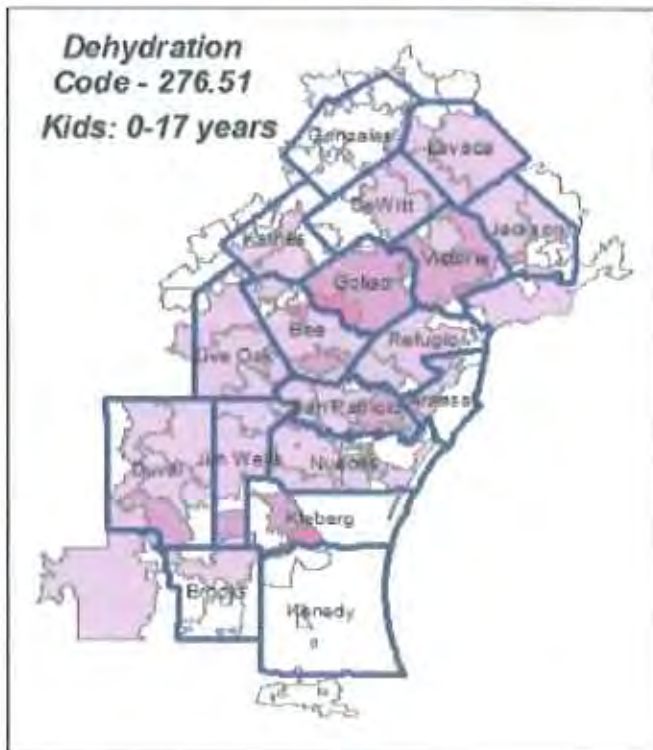 Dehydration
Code - 276.51
Kids: 0-17 years
Gonzales
Lavaca
DeWitt
Jackson
Karnes
Victoria
Goliad
Bee
Refugio
Live Oak
San Patricio
Aransas
Duval
Jim Wells
Nueces
Kleberg
Brooks
Kenedy